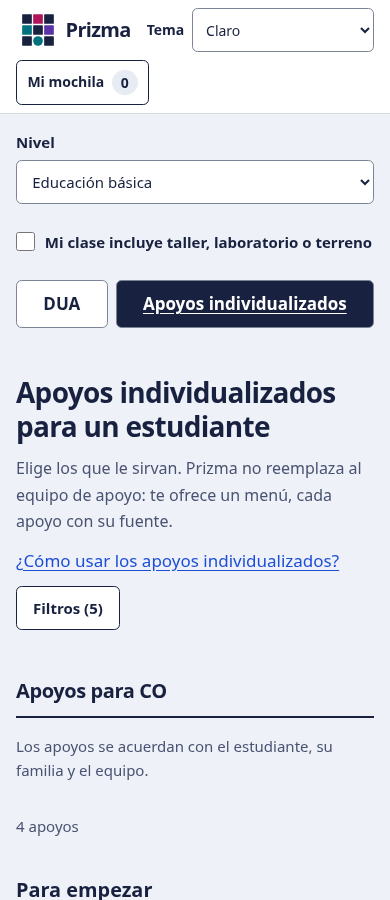 Prizma
Tema
Claro
Mi mochila 0
Nivel
Educación básica
Mi clase incluye taller, laboratorio o terreno
DUA
Apoyos individualizados
Apoyos individualizados
para un estudiante
Elige los que le sirvan. Prizma no reemplaza al
equipo de apoyo: te ofrece un menú, cada
apoyo con su fuente.
¿Cómo usar los apoyos individualizados?
Filtros (5)
Apoyos para CO
Los apoyos se acuerdan con el estudiante, su
familia y el equipo.
4 apoyos
Para empezar